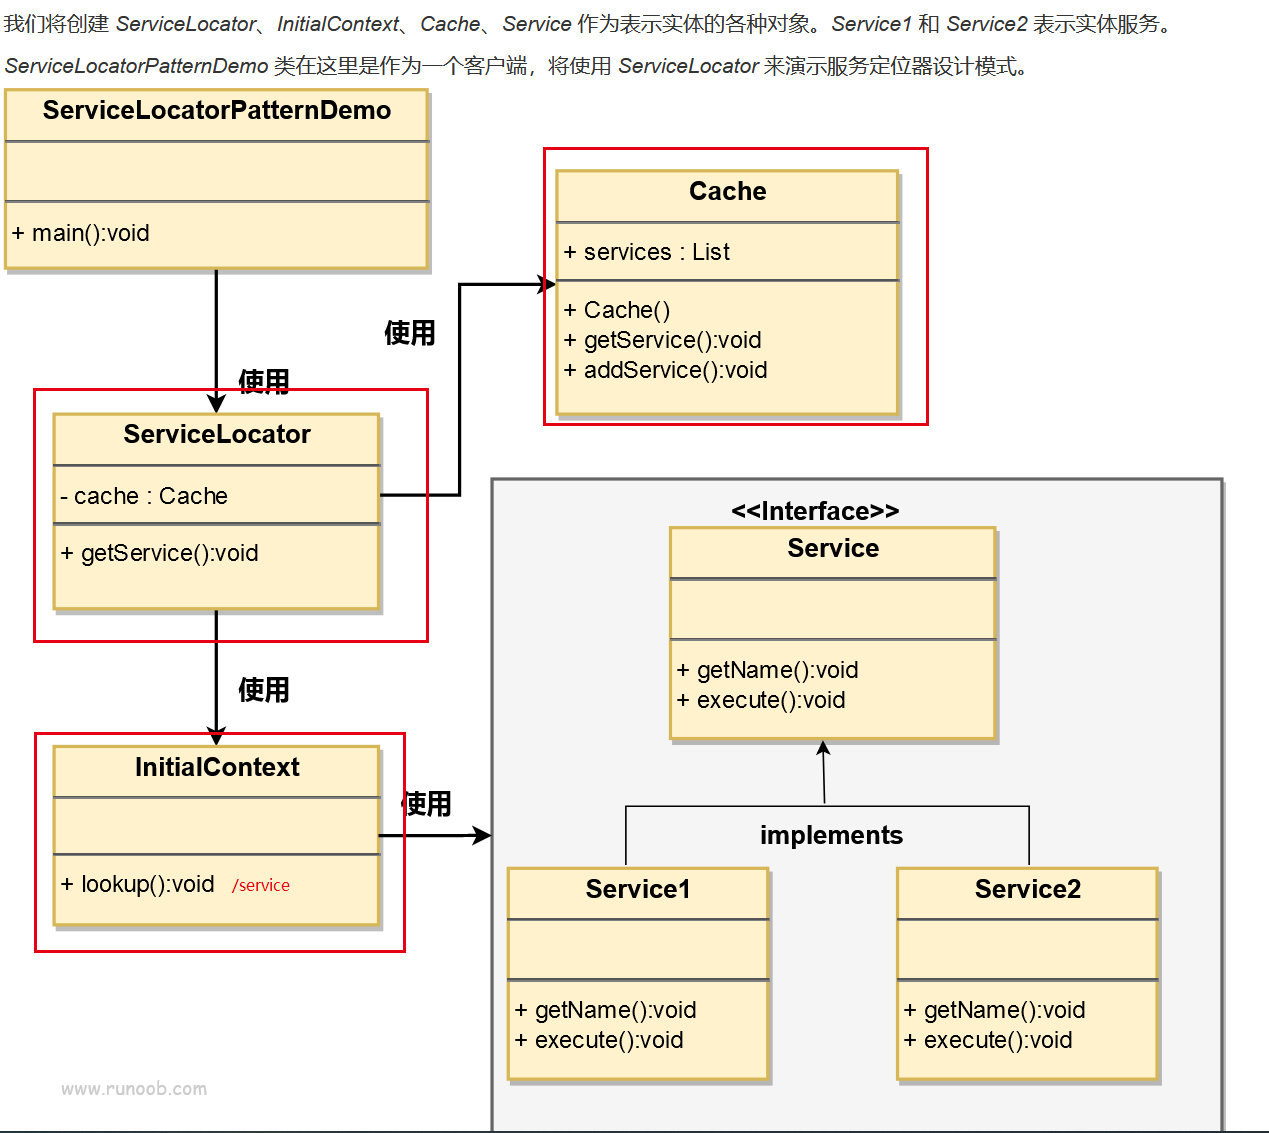 我们将创建 ServiceLocator、InitialContext、Cache、Service 作为表示实体的各种对象。Service1 和 Service2 表示实体服务。
ServiceLocatorPatternDemo 类在这里是作为一个客户端，将使用 ServiceLocator 来演示服务定位器设计模式。
ServiceLocatorPatternDemo
+ main():void
Cache
+ services : List
+ Cache()
+ getService():void
+ addService():void
使用
使用
ServiceLocator
- cache : Cache
+ getService():void
使用
InitialContext
+ lookup():void /service
使用
<<Interface>>
Service
+ getName():void
+ execute():void
implements
Service1
+ getName():void
+ execute():void
Service2
+ getName():void
+ execute():void
www.runoob.com